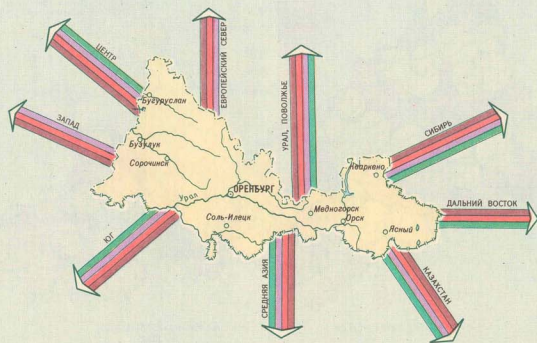 ЦЕНТР
ЕВРОПЕЙСКИЙ СЕВЕР
УРАЛ, ПОВОЛЖЬЕ
СИБИРЬ
ЗАПАД
Бугуруслан
Бузулук
Сорочинск
Кваркено
Урал
ОРЕНБУРГ
Медногорск
Орск
ДАЛЬНИЙ ВОСТОК
Соль-Илецк
Ясный
ЮГ
СРЕДНЯЯ АЗИЯ
КАЗАХСТАН